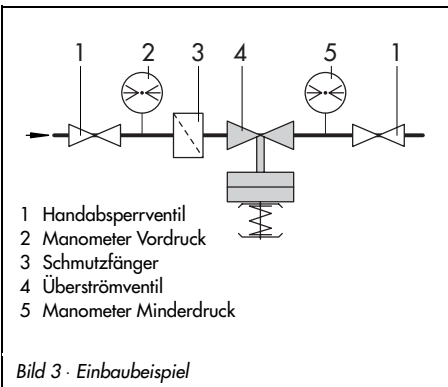 1 2 3 4 5 1
1 Handabsperrventil
2 Manometer Vordruck
3 Schmutzfänger
4 Überströmventil
5 Manometer Minderdruck
Bild 3 · Einbaubeispiel